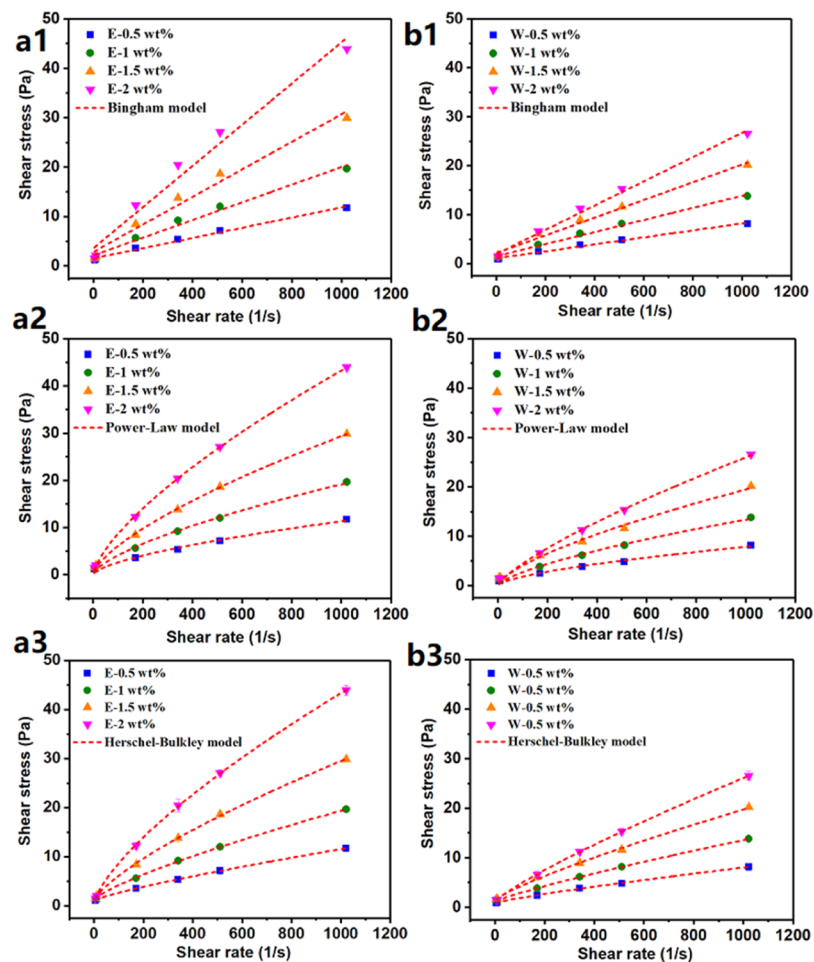 a1
E-0.5 wt%
E-1 wt%
E-1.5 wt%
E-2 wt%
Bingham model
Shear stress (Pa)
50
40
30
20
10
0
0 200 400 600 800 1000 1200
Shear rate (1/s)
b1
W-0.5 wt%
W-1 wt%
W-1.5 wt%
W-2 wt%
Bingham model
Shear stress (Pa)
50
40
30
20
10
0
0 200 400 600 800 1000 1200
Shear rate (1/s)
a2
E-0.5 wt%
E-1 wt%
E-1.5 wt%
E-2 wt%
Power-Law model
Shear stress (Pa)
50
40
30
20
10
0
0 200 400 600 800 1000 1200
Shear rate (1/s)
b2
W-0.5 wt%
W-1 wt%
W-1.5 wt%
W-2 wt%
Power-Law model
Shear stress (Pa)
50
40
30
20
10
0
0 200 400 600 800 1000 1200
Shear rate (1/s)
a3
E-0.5 wt%
E-1 wt%
E-1.5 wt%
E-2 wt%
Herschel-Bulkley model
Shear stress (Pa)
50
40
30
20
10
0
0 200 400 600 800 1000 1200
Shear rate (1/s)
b3
W-0.5 wt%
W-0.5 wt%
W-0.5 wt%
W-0.5 wt%
Herschel-Bulkley model
Shear stress (Pa)
50
40
30
20
10
0
0 200 400 600 800 1000 1200
Shear rate (1/s)